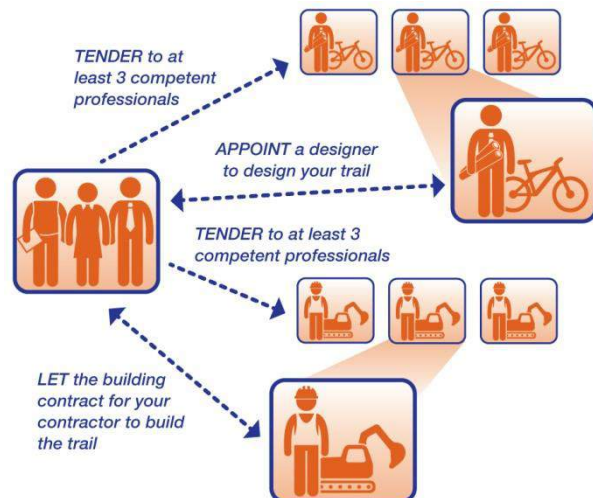 TENDER to at
least 3 competent
professionals
APPOINT a designer
to design your trail
TENDER to at least 3
competent professionals
LET the building
contract for your
contractor to build
the trail